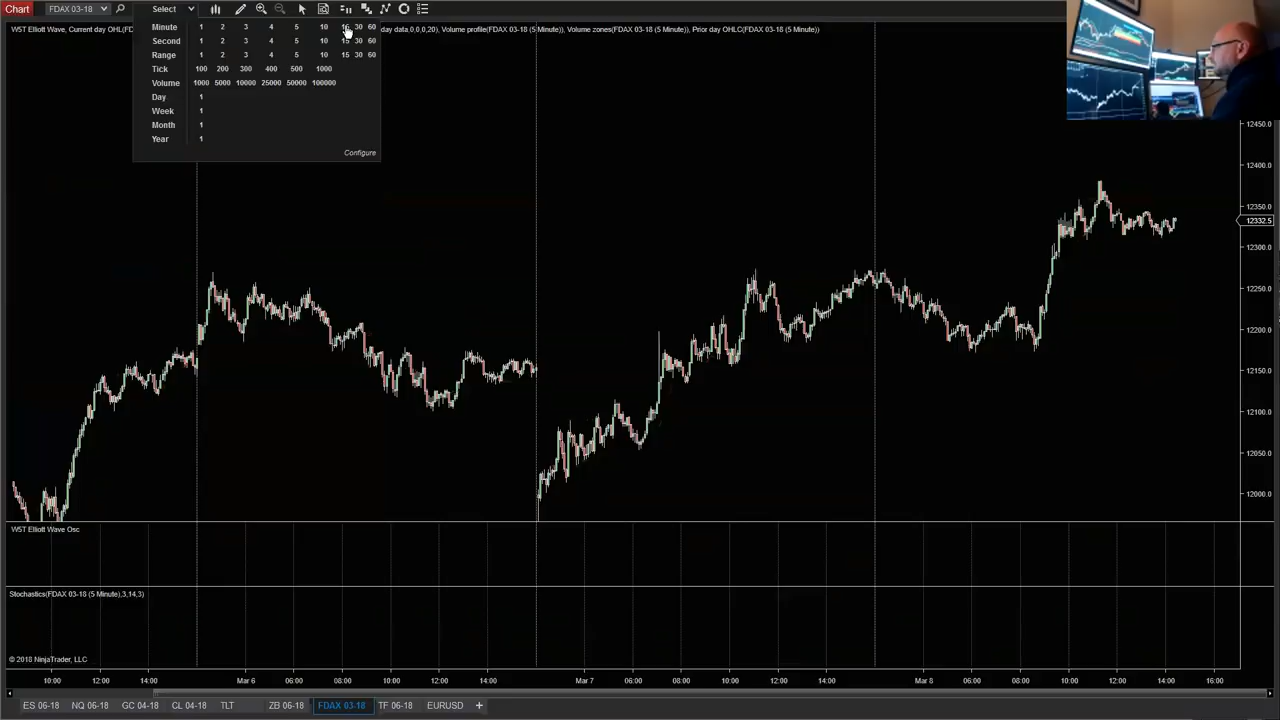 Chart FDAX 03-18 Select
W5T Elliott Wave, Current day OHL(FD
day data,0,0,0,20), Volume profile(FDAX 03-18 (5 Minute)), Volume zones(FDAX 03-18 (5 Minute)), Prior day OHLC(FDAX 03-18 (5 Minute))
Minute 1 2 3 4 5 10 30 60
Second 1 2 3 4 5 10 15 30 60
Range 1 2 3 4 5 10 15 30 60
Tick 100 200 300 400 500 1000
Volume 1000 5000 10000 25000 50000 100000
Day 1
Week 1
Month 1
Year 1
Configure
12450.0
12400.0
12350.0
12332.5
12300.0
12250.0
12200.0
12150.0
12100.0
12050.0
12000.0
W5T Elliott Wave Osc
Stochastics(FDAX 03-18 (5 Minute),3,14,3)
© 2018 NinjaTrader, LLC
10:00 12:00 14:00 Mar 6 06:00 08:00 10:00 12:00 14:00 Mar 7 06:00 08:00 10:00 12:00 14:00 Mar 8 06:00 08:00 10:00 12:00 14:00 16:00
ES 06-18 NQ 06-18 GC 04-18 CL 04-18 TLT ZB 06-18 FDAX 03-18 TF 06-18 EURUSD +